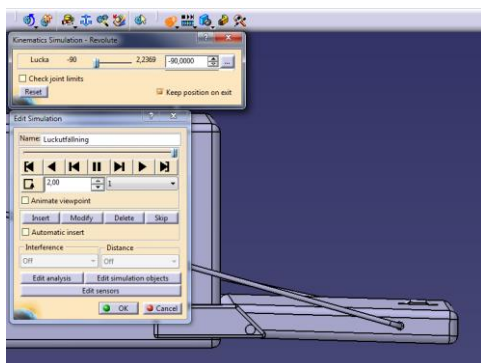 Kinematics Simulation - Revolute
Lucka -90 2,2369 -90,0000 ...
Check joint limits
Reset Keep position on exit
Edit Simulation
Name: Luckutfällning
2,00 1
Animate viewpoint
Insert Modify Delete Skip
Automatic insert
Interference Distance
Off Off
Edit analysis Edit simulation objects
Edit sensors
OK Cancel